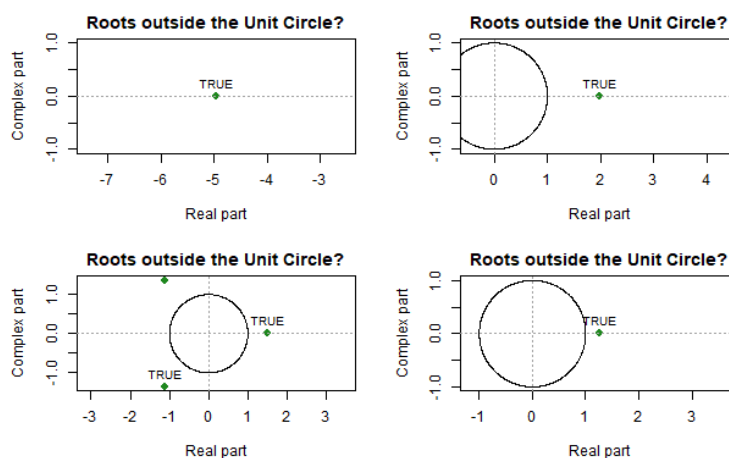 Roots outside the Unit Circle?
Complex part
1.0
0.0
-1.0
TRUE
-7 -6 -5 -4 -3
Real part
Roots outside the Unit Circle?
Complex part
1.0
0.0
-1.0
TRUE
0 1 2 3 4
Real part
Roots outside the Unit Circle?
Complex part
1.0
0.0
-1.0
TRUE
TRUE
-3 -2 -1 0 1 2 3
Real part
Roots outside the Unit Circle?
Complex part
1.0
0.0
-1.0
TRUE
-1 0 1 2 3
Real part